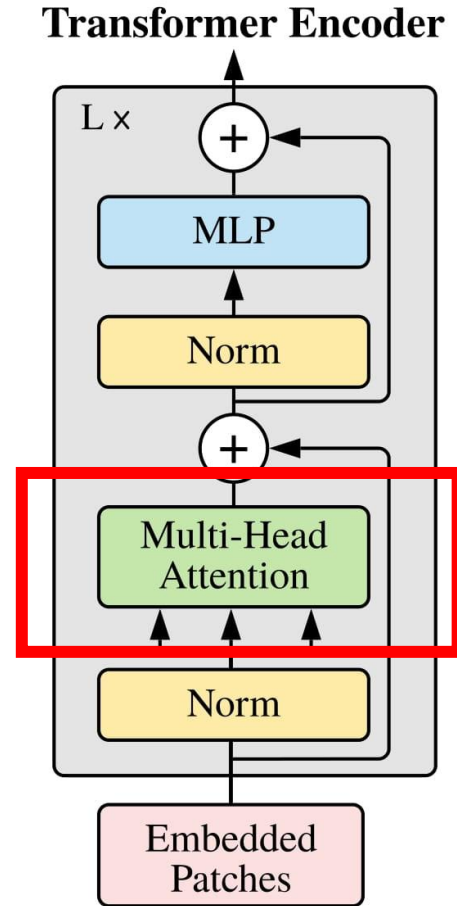 Transformer Encoder
L ×
+
MLP
Norm
+
Multi-Head
Attention
Norm
Embedded
Patches